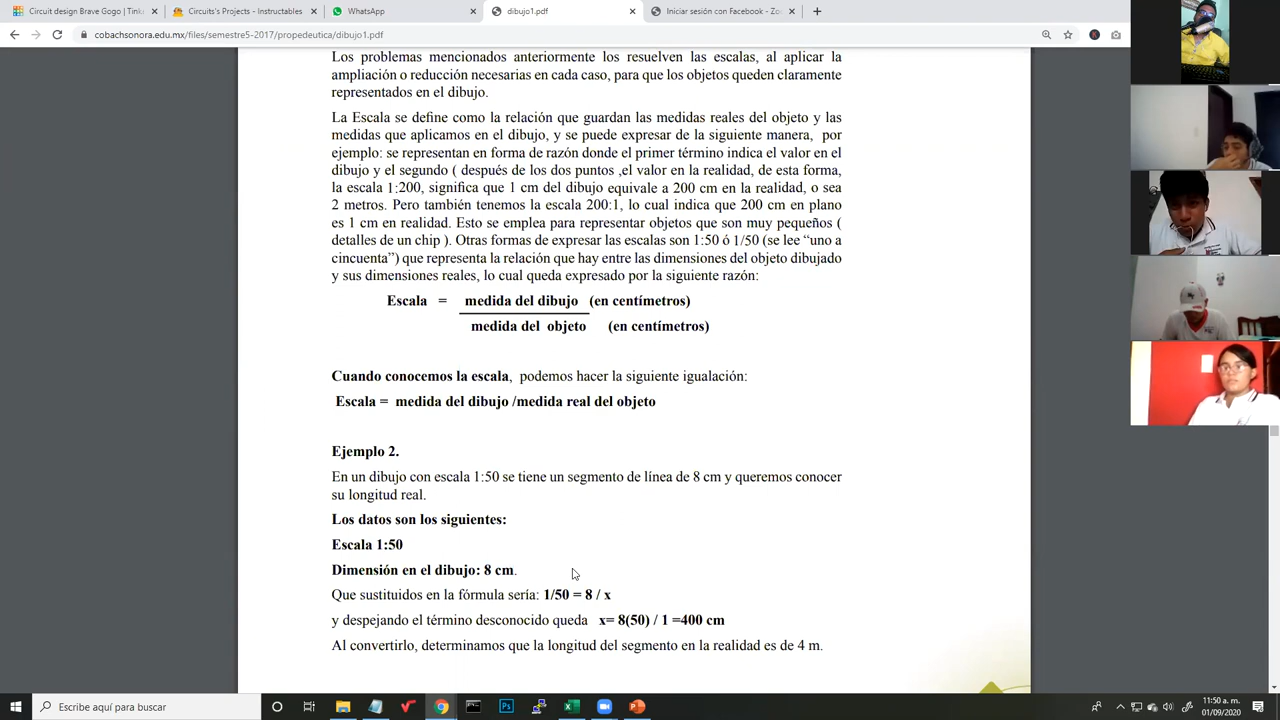 Circuit design Brave Gogo | Tink
Circuits's Projects - Instructables
WhatsApp
dibujo1.pdf
Iniciar sesión con Facebook - Zo
cobachsonora.edu.mx/files/semestre5-2017/propedeutica/dibujo1.pdf
Los problemas mencionados anteriormente los resuelven las escalas, al aplicar la
ampliación o reducción necesarias en cada caso, para que los objetos queden claramente
representados en el dibujo.
La Escala se define como la relación que guardan las medidas reales del objeto y las
medidas que aplicamos en el dibujo, y se puede expresar de la siguiente manera, por
ejemplo: se representan en forma de razón donde el primer término indica el valor en el
dibujo y el segundo ( después de los dos puntos ,el valor en la realidad, de esta forma,
la escala 1:200, significa que 1 cm del dibujo equivale a 200 cm en la realidad, o sea
2 metros. Pero también tenemos la escala 200:1, lo cual indica que 200 cm en plano
es 1 cm en realidad. Esto se emplea para representar objetos que son muy pequeños (
detalles de un chip ). Otras formas de expresar las escalas son 1:50 ó 1/50 (se lee “uno a
cincuenta”) que representa la relación que hay entre las dimensiones del objeto dibujado
y sus dimensiones reales, lo cual queda expresado por la siguiente razón:
Escala = medida del dibujo (en centímetros)
medida del objeto (en centímetros)
Cuando conocemos la escala, podemos hacer la siguiente igualación:
Escala = medida del dibujo /medida real del objeto
Ejemplo 2.
En un dibujo con escala 1:50 se tiene un segmento de línea de 8 cm y queremos conocer
su longitud real.
Los datos son los siguientes:
Escala 1:50
Dimensión en el dibujo: 8 cm.
Que sustituidos en la fórmula sería: 1/50 = 8 / x
y despejando el término desconocido queda x= 8(50) / 1 =400 cm
Al convertirlo, determinamos que la longitud del segmento en la realidad es de 4 m.
Escribe aquí para buscar
11:50 a. m.
01/09/2020